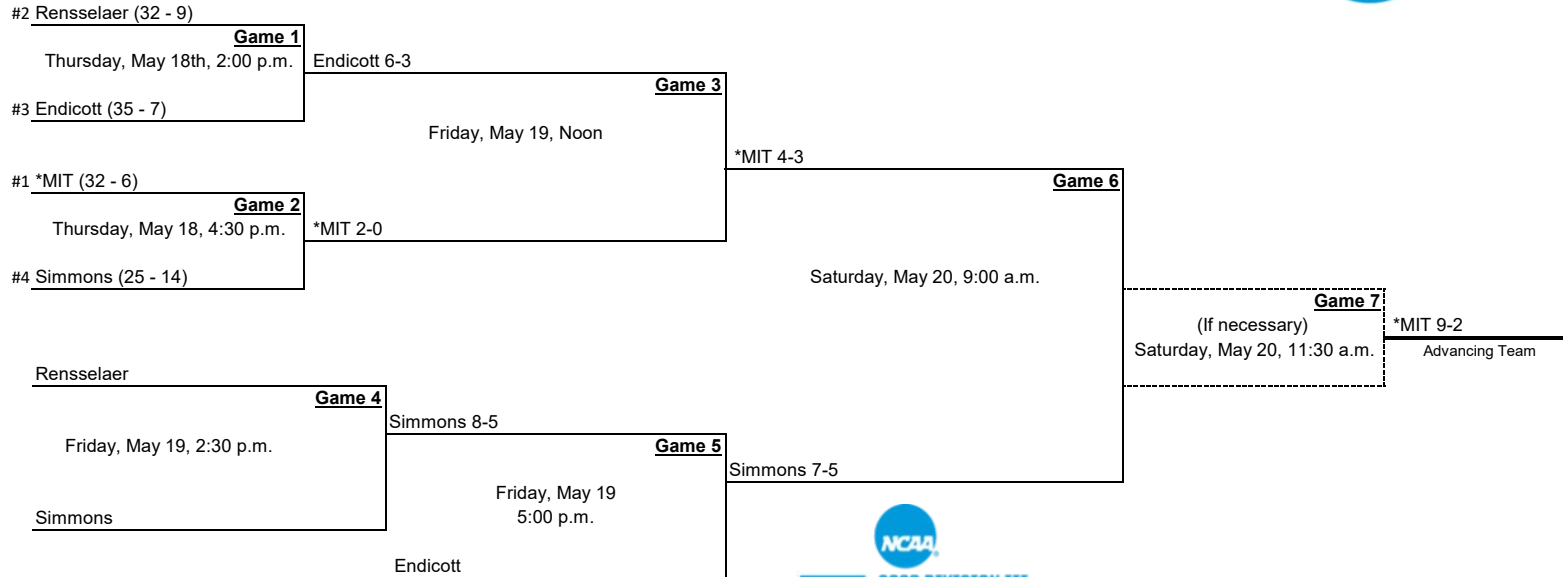 #2 Rensselaer (32 - 9)
Game 1
Thursday, May 18th, 2:00 p.m.
Endicott 6-3
Game 3
#3 Endicott (35 - 7)
Friday, May 19, Noon
*MIT 4-3
#1 *MIT (32 - 6)
Game 6
Game 2
Thursday, May 18, 4:30 p.m.
*MIT 2-0
#4 Simmons (25 - 14)
Saturday, May 20, 9:00 a.m.
Game 7
(If necessary)
*MIT 9-2
Saturday, May 20, 11:30 a.m.
Advancing Team
Rensselaer
Game 4
Simmons 8-5
Friday, May 19, 2:30 p.m.
Game 5
Simmons 7-5
Friday, May 19
5:00 p.m.
Simmons
NCAA
Endicott